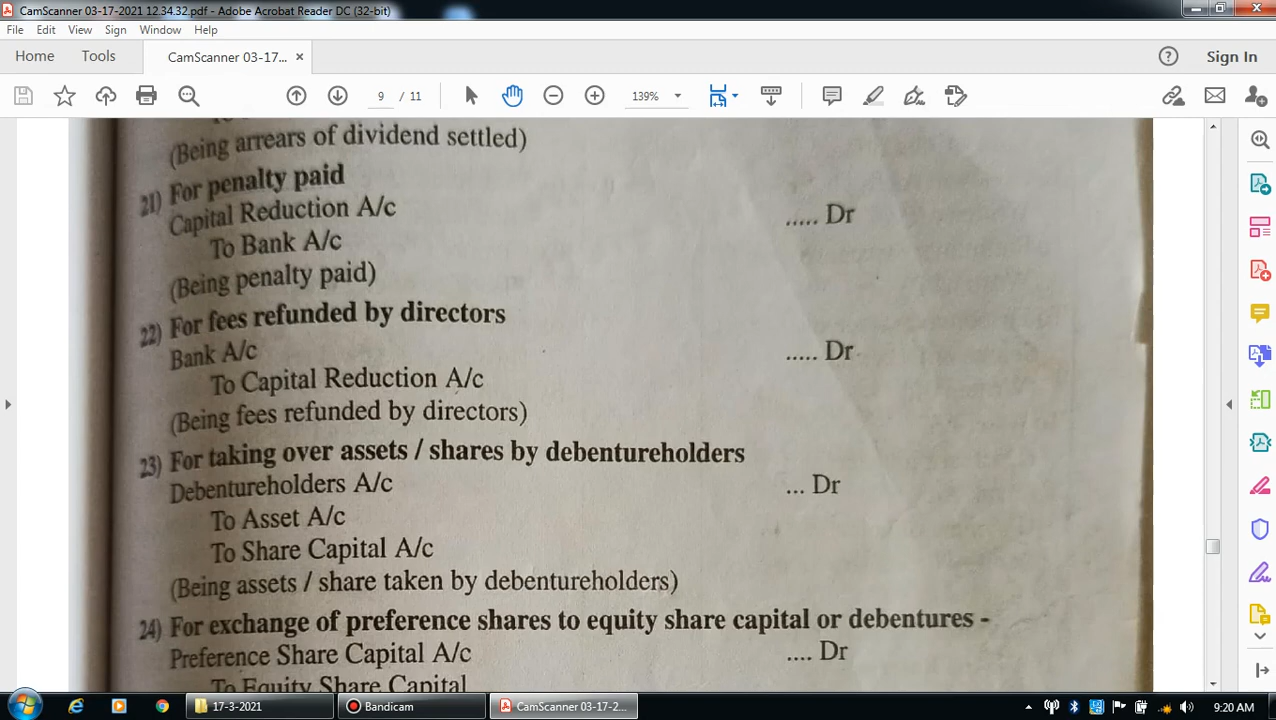 CamScanner 03-17-2021 12.34.32.pdf - Adobe Acrobat Reader DC (32-bit)
File Edit View Sign Window Help
Home Tools CamScanner 03-17... × Sign In
9 / 11 139%
(Being arrears of dividend settled)
21) For penalty paid
Capital Reduction A/c ..... Dr
To Bank A/c
(Being penalty paid)
22) For fees refunded by directors
Bank A/c ..... Dr
To Capital Reduction A/c
(Being fees refunded by directors)
23) For taking over assets / shares by debentureholders
Debentureholders A/c ... Dr
To Asset A/c
To Share Capital A/c
(Being assets / share taken by debentureholders)
24) For exchange of preference shares to equity share capital or debentures -
Preference Share Capital A/c .... Dr
To Equity Share Capital
17-3-2021 Bandicam CamScanner 03-17-2... 9:20 AM